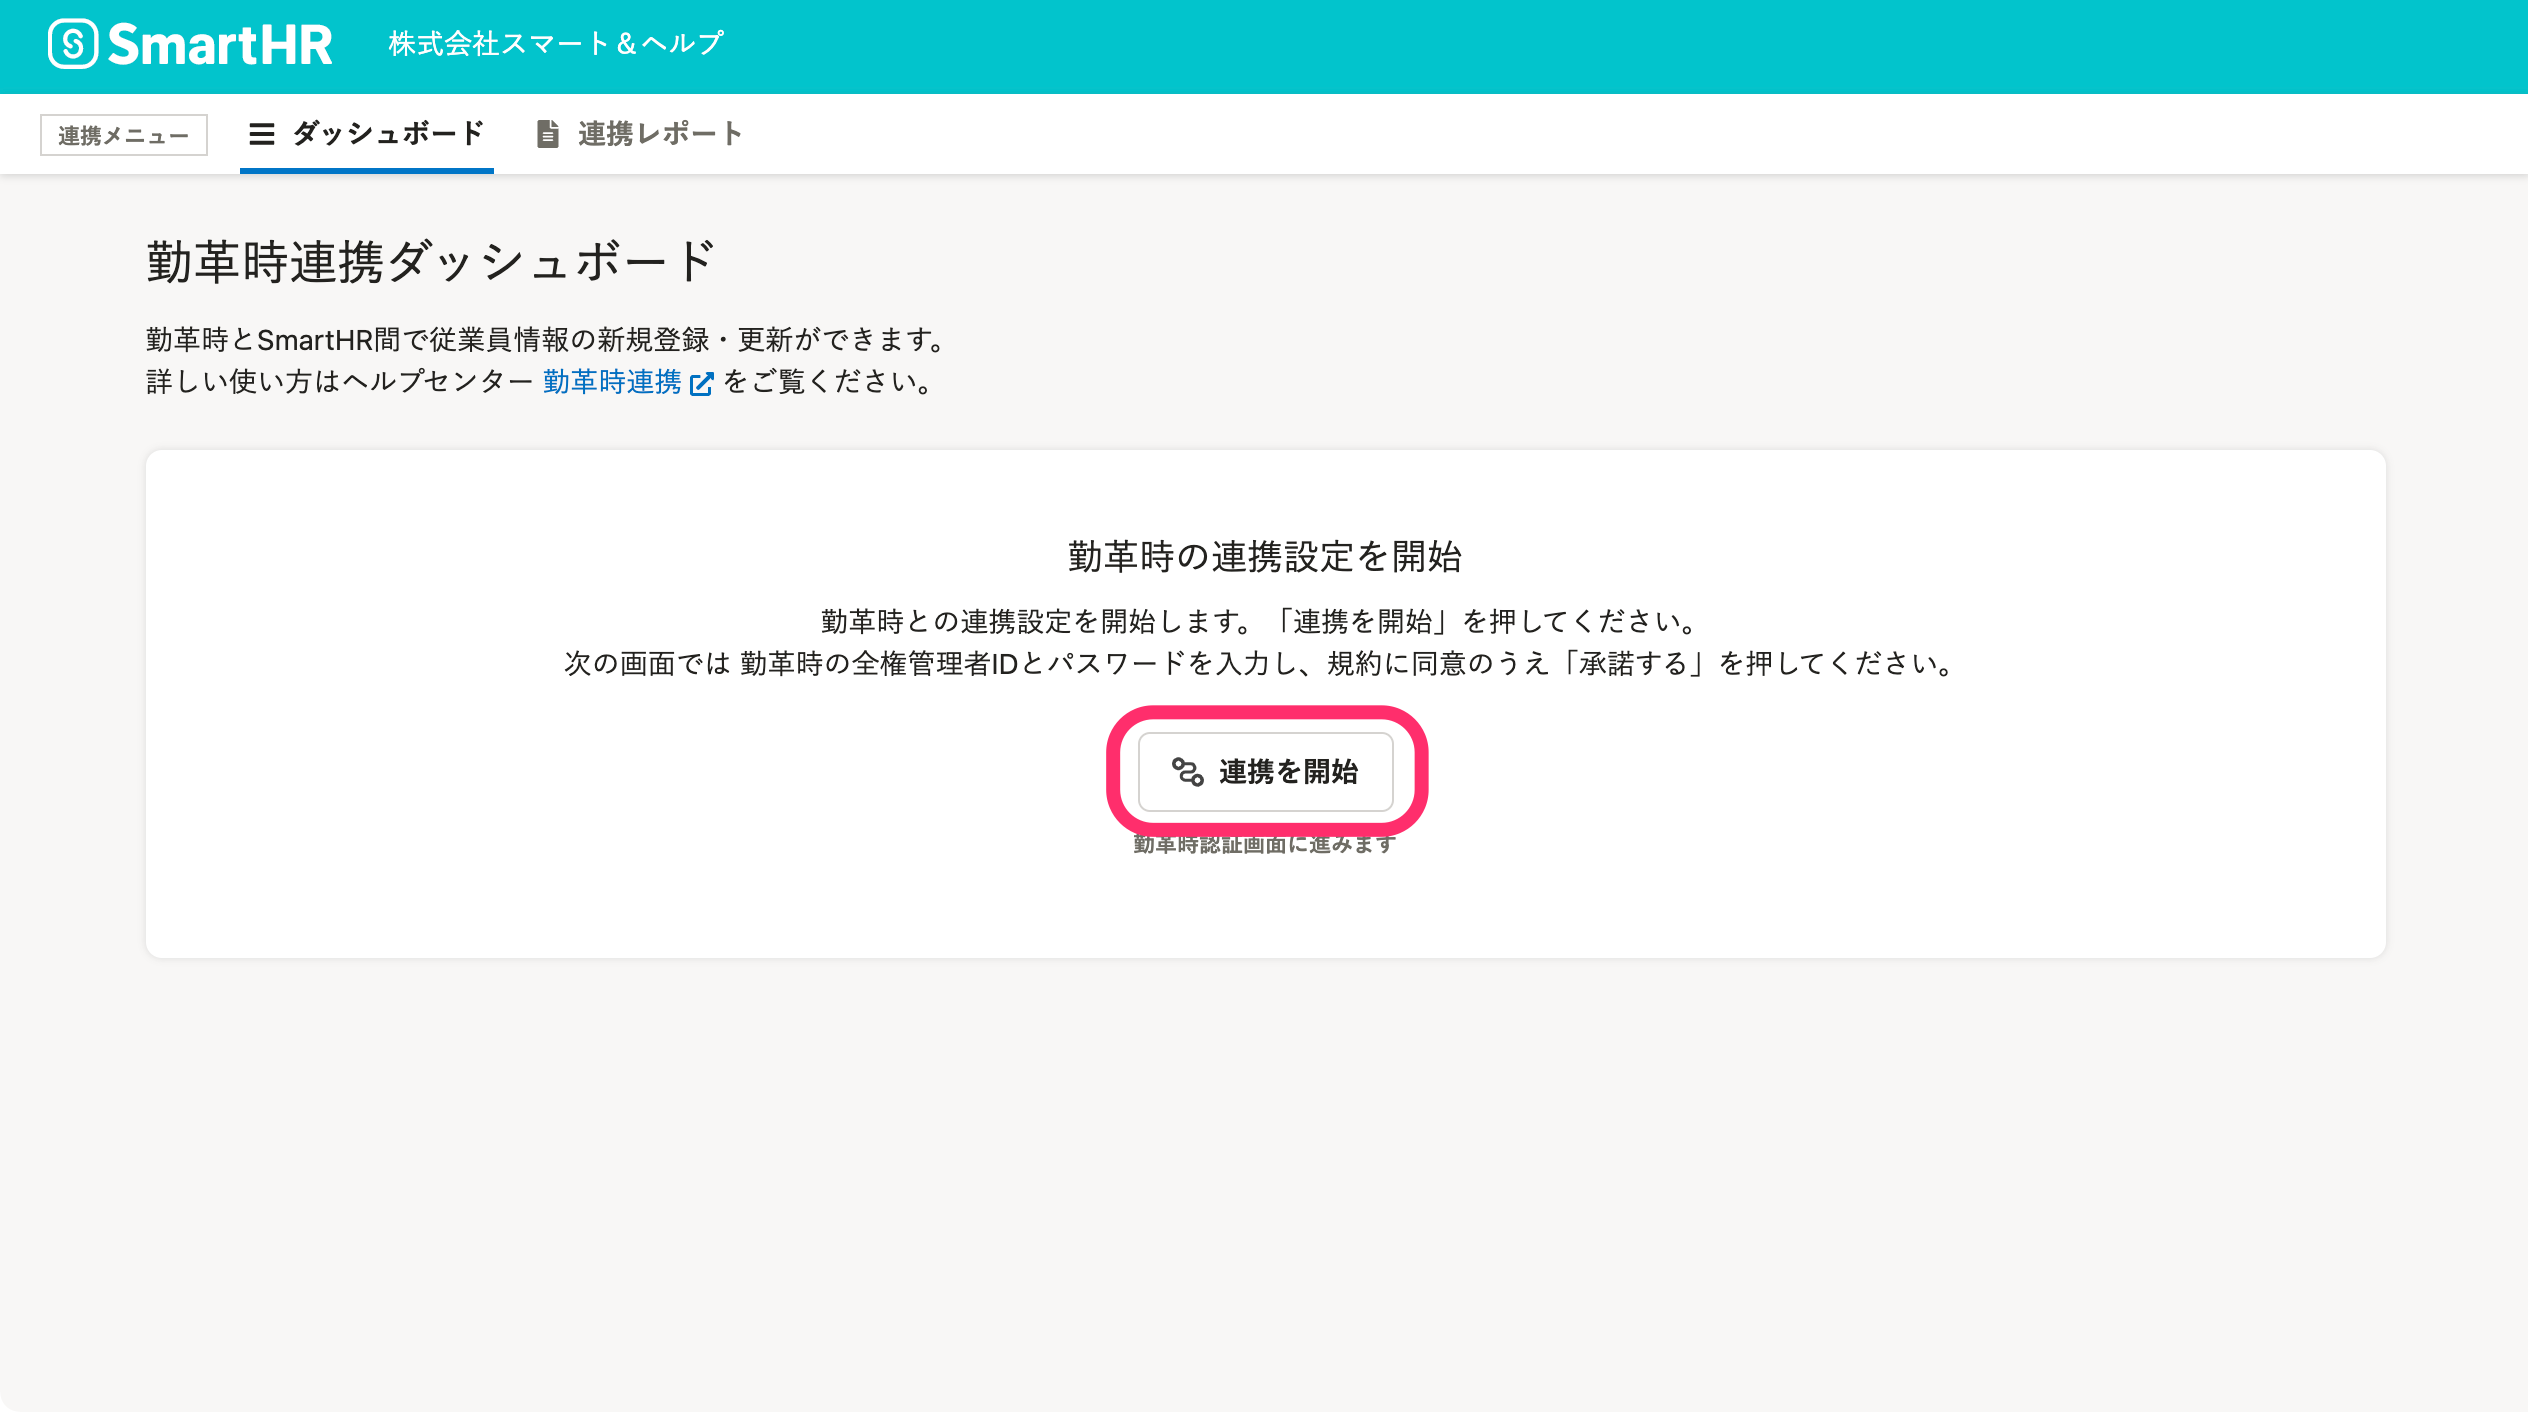 SmartHR 株式会社スマート＆ヘルプ
連携メニュー ダッシュボード 連携レポート
勤革時連携ダッシュボード
勤革時とSmartHR間で従業員情報の新規登録・更新ができます。
詳しい使い方はヘルプセンター 勤革時連携 をご覧ください。
勤革時の連携設定を開始
勤革時との連携設定を開始します。「連携を開始」を押してください。
次の画面では 勤革時の全権管理者IDとパスワードを入力し、規約に同意のうえ「承諾する」を押してください。
連携を開始
勤革時認証画面に進みます